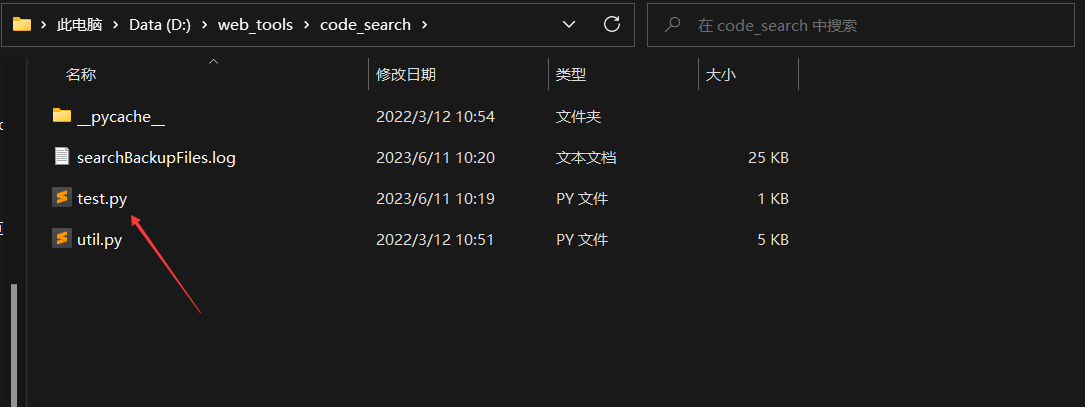 此电脑 > Data (D:) > web_tools > code_search >
在 code_search 中搜索
名称 修改日期 类型 大小
__pycache__ 2022/3/12 10:54 文件夹
searchBackupFiles.log 2023/6/11 10:20 文本文档 25 KB
test.py 2023/6/11 10:19 PY 文件 1 KB
util.py 2022/3/12 10:51 PY 文件 5 KB